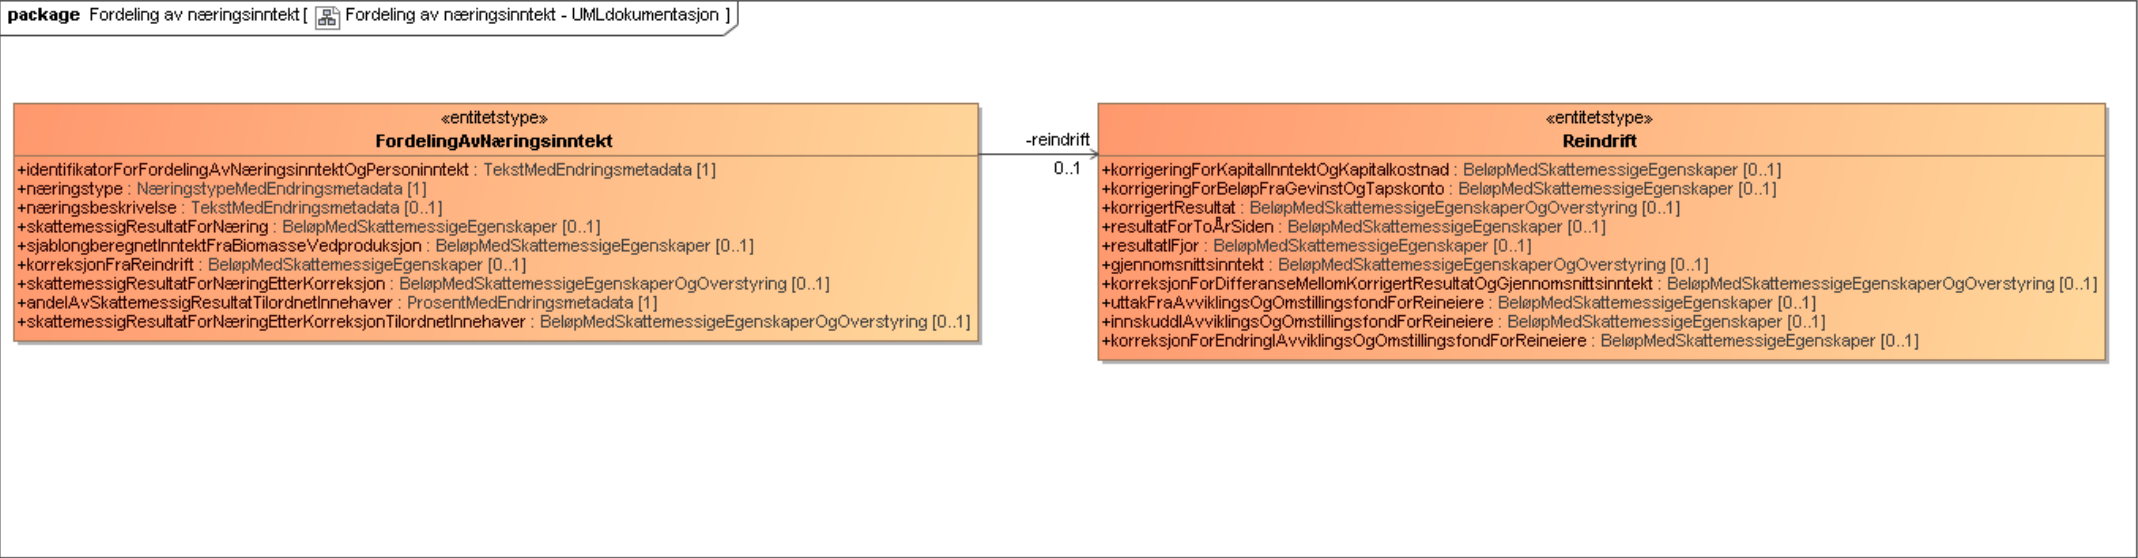 package Fordeling av næringsinntekt [ Fordeling av næringsinntekt - UMLdokumentasjon ]
«entitetstype»
FordelingAvNæringsinntekt
+identifikatorForFordelingAvNæringsinntektOgPersoninntekt : TekstMedEndringsmetadata [1]
+næringstype : NæringstypeMedEndringsmetadata [1]
+næringsbeskrivelse : TekstMedEndringsmetadata [0..1]
+skattemessigResultatForNæring : BeløpMedSkattemessigeEgenskaper [0..1]
+sjablongberegnetInntektFraBiomasseVedproduksjon : BeløpMedSkattemessigeEgenskaper [0..1]
+korreksjonFraReindrift : BeløpMedSkattemessigeEgenskaper [0..1]
+skattemessigResultatForNæringEtterKorreksjon : BeløpMedSkattemessigeEgenskaperOgOverstyring [0..1]
+andelAvSkattemessigResultatTilordnetInnehaver : ProsentMedEndringsmetadata [1]
+skattemessigResultatForNæringEtterKorreksjonTilordnetInnehaver : BeløpMedSkattemessigeEgenskaperOgOverstyring [0..1]
-reindrift
0..1
«entitetstype»
Reindrift
+korrigeringForKapitalInntektOgKapitalkostnad : BeløpMedSkattemessigeEgenskaper [0..1]
+korrigeringForBeløpFraGevinstOgTapskonto : BeløpMedSkattemessigeEgenskaper [0..1]
+korrigertResultat : BeløpMedSkattemessigeEgenskaperOgOverstyring [0..1]
+resultatForToÅrSiden : BeløpMedSkattemessigeEgenskaper [0..1]
+resultatIFjor : BeløpMedSkattemessigeEgenskaper [0..1]
+gjennomsnittsinntekt : BeløpMedSkattemessigeEgenskaperOgOverstyring [0..1]
+korreksjonForDifferanseMellomKorrigertResultatOgGjennomsnittsinntekt : BeløpMedSkattemessigeEgenskaperOgOverstyring [0..1]
+uttakFraAvviklingsOgOmstillingsfondForReineiere : BeløpMedSkattemessigeEgenskaper [0..1]
+innskuddIAvviklingsOgOmstillingsfondForReineiere : BeløpMedSkattemessigeEgenskaper [0..1]
+korreksjonForEndringIAvviklingsOgOmstillingsfondForReineiere : BeløpMedSkattemessigeEgenskaper [0..1]